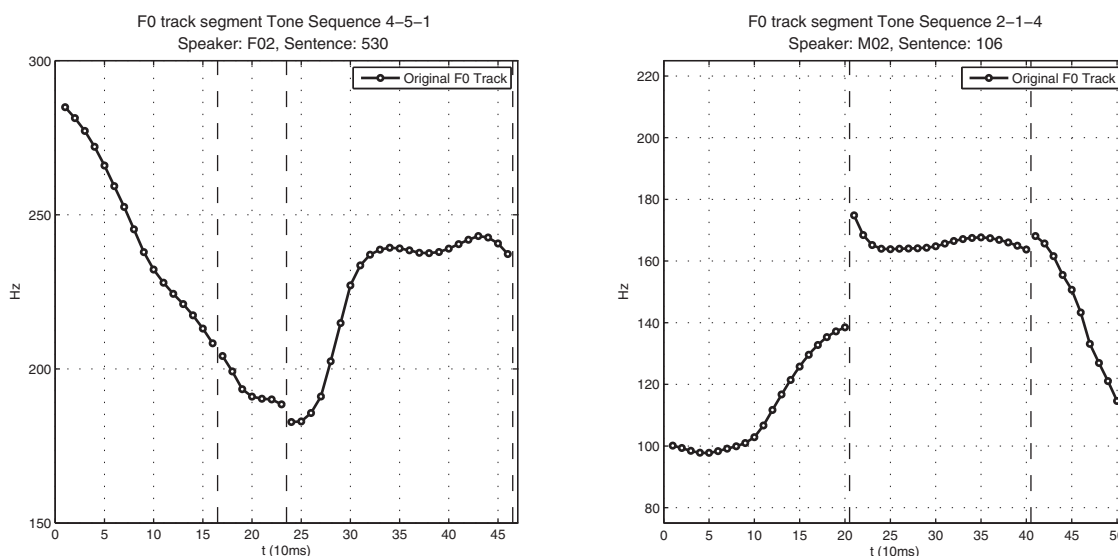 F0 track segment Tone Sequence 4−5−1
Speaker: F02, Sentence: 530
300
250
200
150
Hz
Original F0 Track
0 5 10 15 20 25 30 35 40 45
t (10ms)
F0 track segment Tone Sequence 2−1−4
Speaker: M02, Sentence: 106
220
200
180
160
140
120
100
80
Hz
Original F0 Track
0 5 10 15 20 25 30 35 40 45
t (10ms)